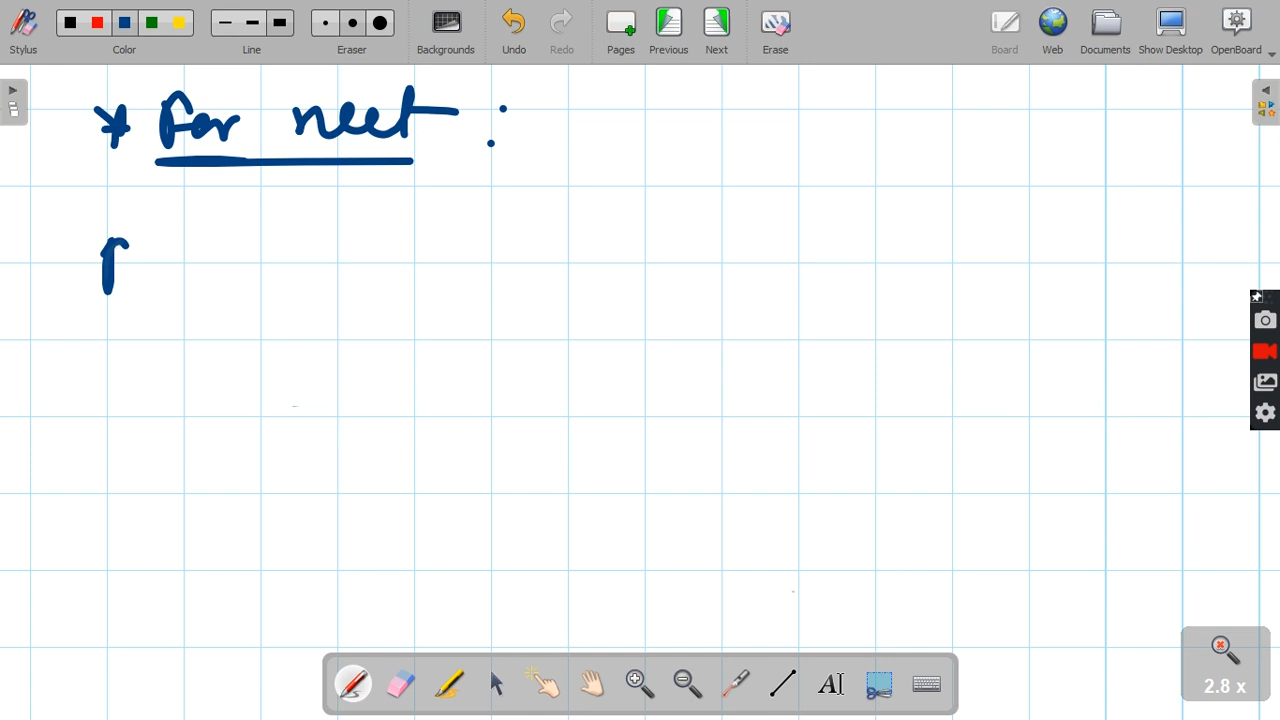 Stylus
Color
Line
Eraser
Backgrounds
Undo
Redo
Pages
Previous
Next
Erase
Board
Web
Documents
Show Desktop
OpenBoard
* For neet :
2.8 x